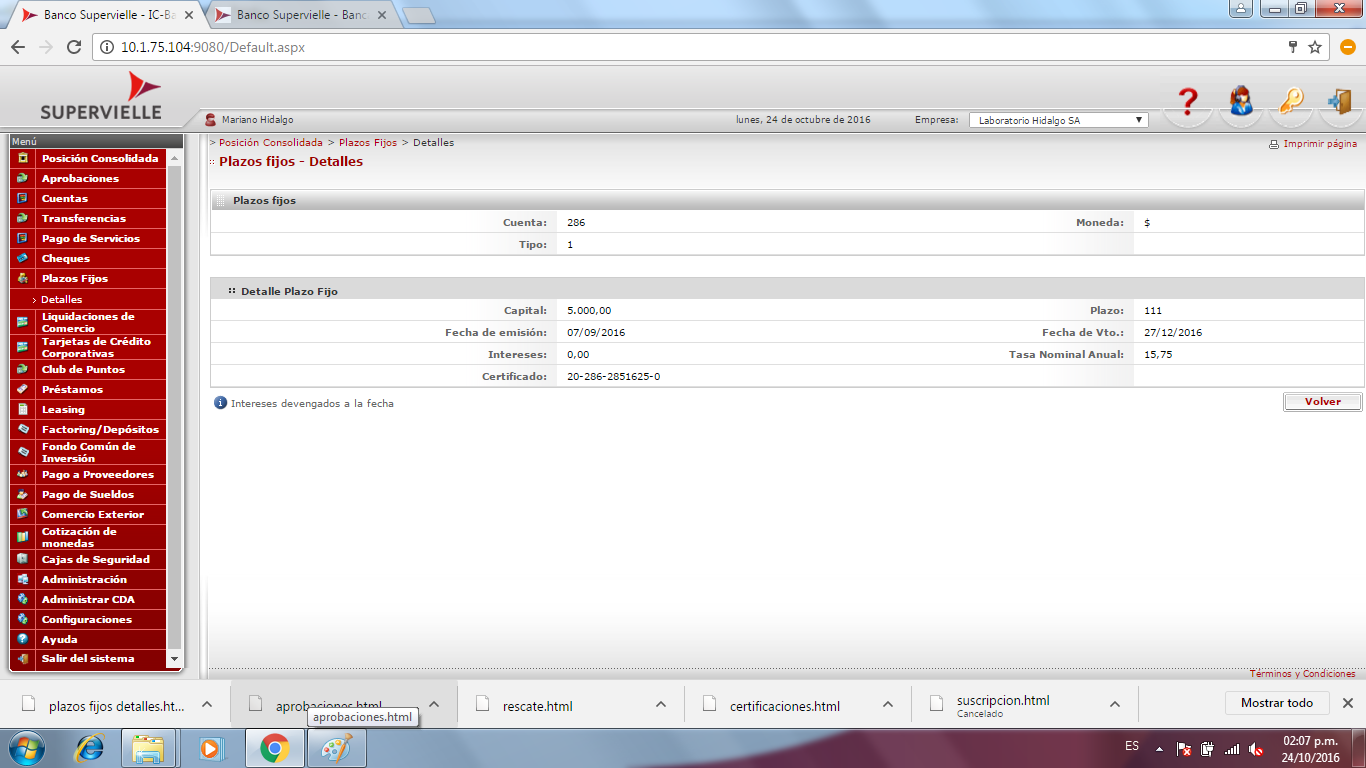 Banco Supervielle - IC-Ba
Banco Supervielle - Banc
10.1.75.104:9080/Default.aspx
SUPERVIELLE
Mariano Hidalgo
lunes, 24 de octubre de 2016
Empresa:
Laboratorio Hidalgo SA
Menú
Posición Consolidada
Aprobaciones
Cuentas
Transferencias
Pago de Servicios
Cheques
Plazos Fijos
> Detalles
Liquidaciones de
Comercio
Tarjetas de Crédito
Corporativas
Club de Puntos
Préstamos
Leasing
Factoring/Depósitos
Fondo Común de
Inversión
Pago a Proveedores
Pago de Sueldos
Comercio Exterior
Cotización de
monedas
Cajas de Seguridad
Administración
Administrar CDA
Configuraciones
Ayuda
Salir del sistema
> Posición Consolidada > Plazos Fijos > Detalles
Imprimir página
Plazos fijos - Detalles
Plazos fijos
Cuenta: 286 Moneda: $
Tipo: 1
Detalle Plazo Fijo
Capital: 5.000,00 Plazo: 111
Fecha de emisión: 07/09/2016 Fecha de Vto.: 27/12/2016
Intereses: 0,00 Tasa Nominal Anual: 15,75
Certificado: 20-286-2851625-0
Intereses devengados a la fecha
Volver
Términos y Condiciones
plazos fijos detalles.ht...
aprobaciones.html
aprobaciones.html
rescate.html
certificaciones.html
suscripcion.html
Cancelado
Mostrar todo
ES
02:07 p.m.
24/10/2016